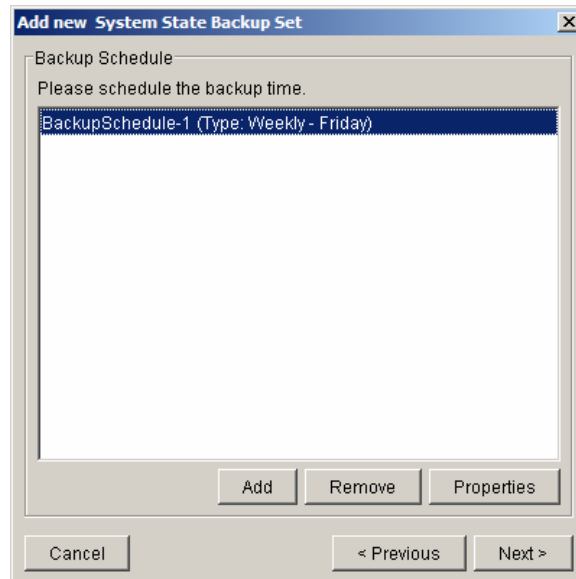 Add new System State Backup Set
Backup Schedule
Please schedule the backup time.
BackupSchedule-1 (Type: Weekly - Friday)
Add Remove Properties
Cancel < Previous Next >